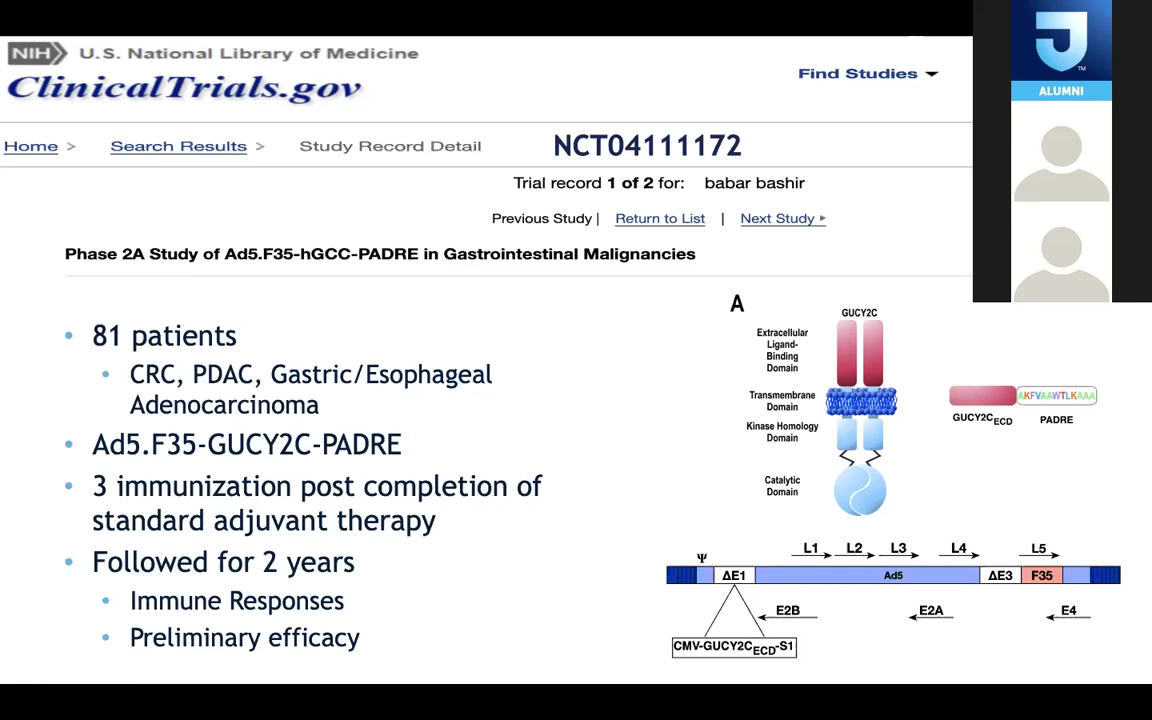 NIH U.S. National Library of Medicine
ClinicalTrials.gov
Find Studies
Home > Search Results > Study Record Detail NCT04111172
Trial record 1 of 2 for: babar bashir
Previous Study | Return to List | Next Study
Phase 2A Study of Ad5.F35-hGCC-PADRE in Gastrointestinal Malignancies
• 81 patients
• CRC, PDAC, Gastric/Esophageal
Adenocarcinoma
• Ad5.F35-GUCY2C-PADRE
• 3 immunization post completion of
standard adjuvant therapy
• Followed for 2 years
• Immune Responses
• Preliminary efficacy
A
GUCY2C
Extracellular
Ligand-
Binding
Domain
Transmembrane
Domain
Kinase Homology
Domain
Catalytic
Domain
AKFVAAWTLKAAA
GUCY2CECD PADRE
Ψ L1 L2 L3 L4 L5
ΔE1 Ad5 ΔE3 F35
E2B E2A E4
CMV-GUCY2CECD-S1
J TM
ALUMNI